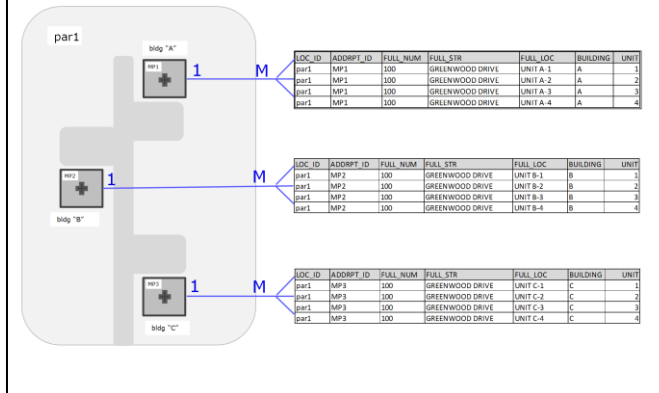 par1
bldg "A"
MP1
1 M
LOC_ID ADDRPT_ID FULL_NUM FULL_STR FULL_LOC BUILDING UNIT
par1 MP1 100 GREENWOOD DRIVE UNIT A-1 A 1
par1 MP1 100 GREENWOOD DRIVE UNIT A-2 A 2
par1 MP1 100 GREENWOOD DRIVE UNIT A-3 A 3
par1 MP1 100 GREENWOOD DRIVE UNIT A-4 A 4
MP2
1 M
bldg "B"
LOC_ID ADDRPT_ID FULL_NUM FULL_STR FULL_LOC BUILDING UNIT
par1 MP2 100 GREENWOOD DRIVE UNIT B-1 B 1
par1 MP2 100 GREENWOOD DRIVE UNIT B-2 B 2
par1 MP2 100 GREENWOOD DRIVE UNIT B-3 B 3
par1 MP2 100 GREENWOOD DRIVE UNIT B-4 B 4
MP3
1 M
bldg "C"
LOC_ID ADDRPT_ID FULL_NUM FULL_STR FULL_LOC BUILDING UNIT
par1 MP3 100 GREENWOOD DRIVE UNIT C-1 C 1
par1 MP3 100 GREENWOOD DRIVE UNIT C-2 C 2
par1 MP3 100 GREENWOOD DRIVE UNIT C-3 C 3
par1 MP3 100 GREENWOOD DRIVE UNIT C-4 C 4